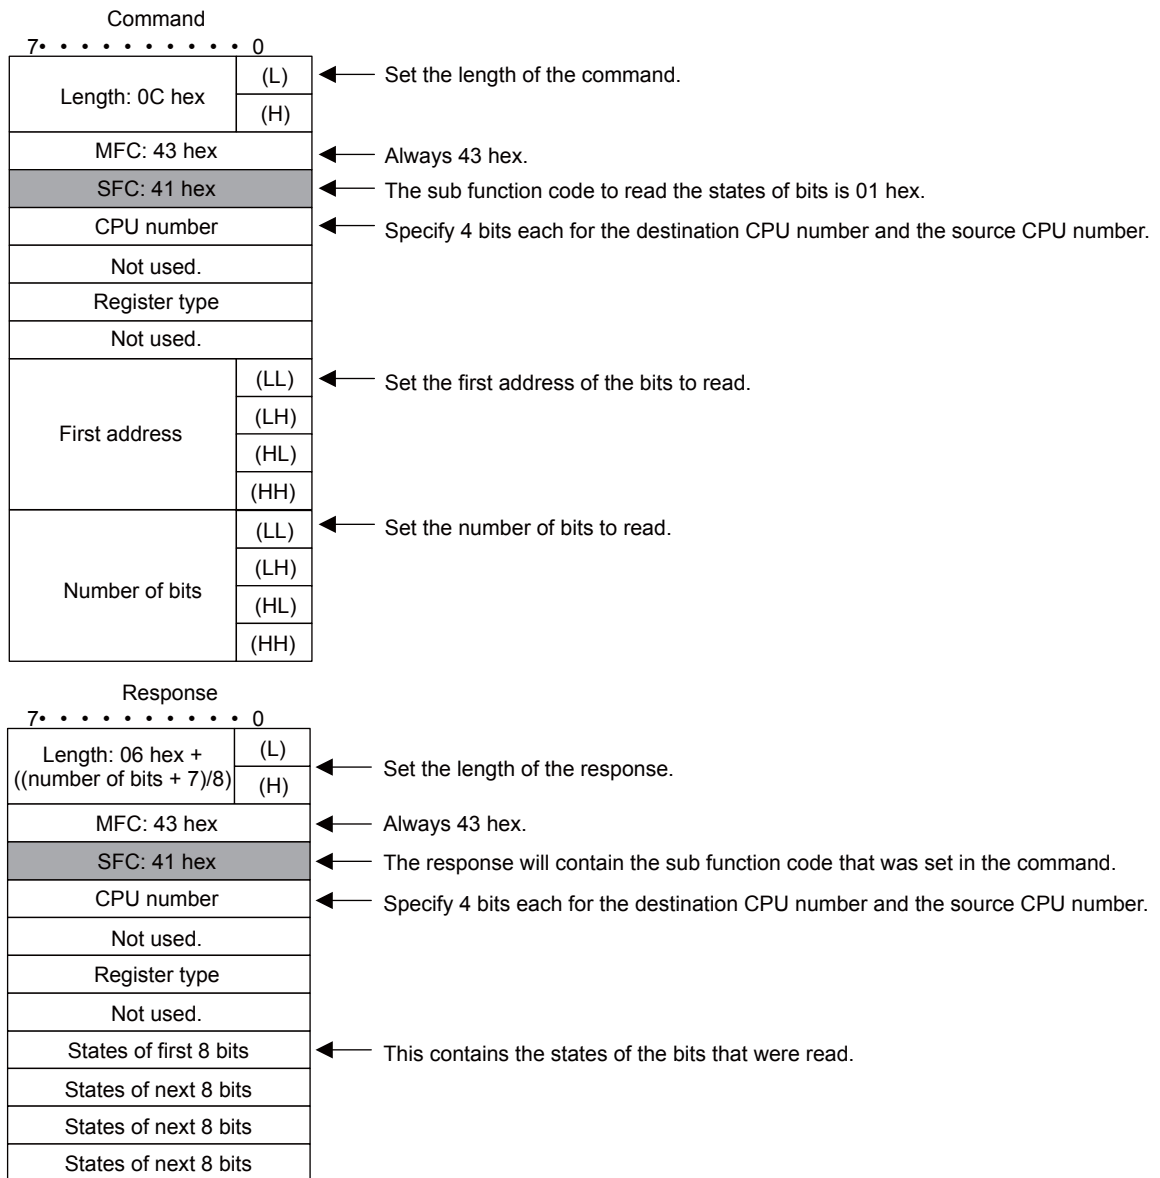 Command
7• • • • • • • • • • 0
Length: 0C hex
(L)
Set the length of the command.
(H)
MFC: 43 hex
Always 43 hex.
SFC: 41 hex
The sub function code to read the states of bits is 01 hex.
CPU number
Specify 4 bits each for the destination CPU number and the source CPU number.
Not used.
Register type
Not used.
First address
(LL)
Set the first address of the bits to read.
(LH)
(HL)
(HH)
Number of bits
(LL)
Set the number of bits to read.
(LH)
(HL)
(HH)
Response
7• • • • • • • • • • 0
Length: 06 hex +
((number of bits + 7)/8)
(L)
(H)
Set the length of the response.
MFC: 43 hex
Always 43 hex.
SFC: 41 hex
The response will contain the sub function code that was set in the command.
CPU number
Specify 4 bits each for the destination CPU number and the source CPU number.
Not used.
Register type
Not used.
States of first 8 bits
This contains the states of the bits that were read.
States of next 8 bits
States of next 8 bits
States of next 8 bits